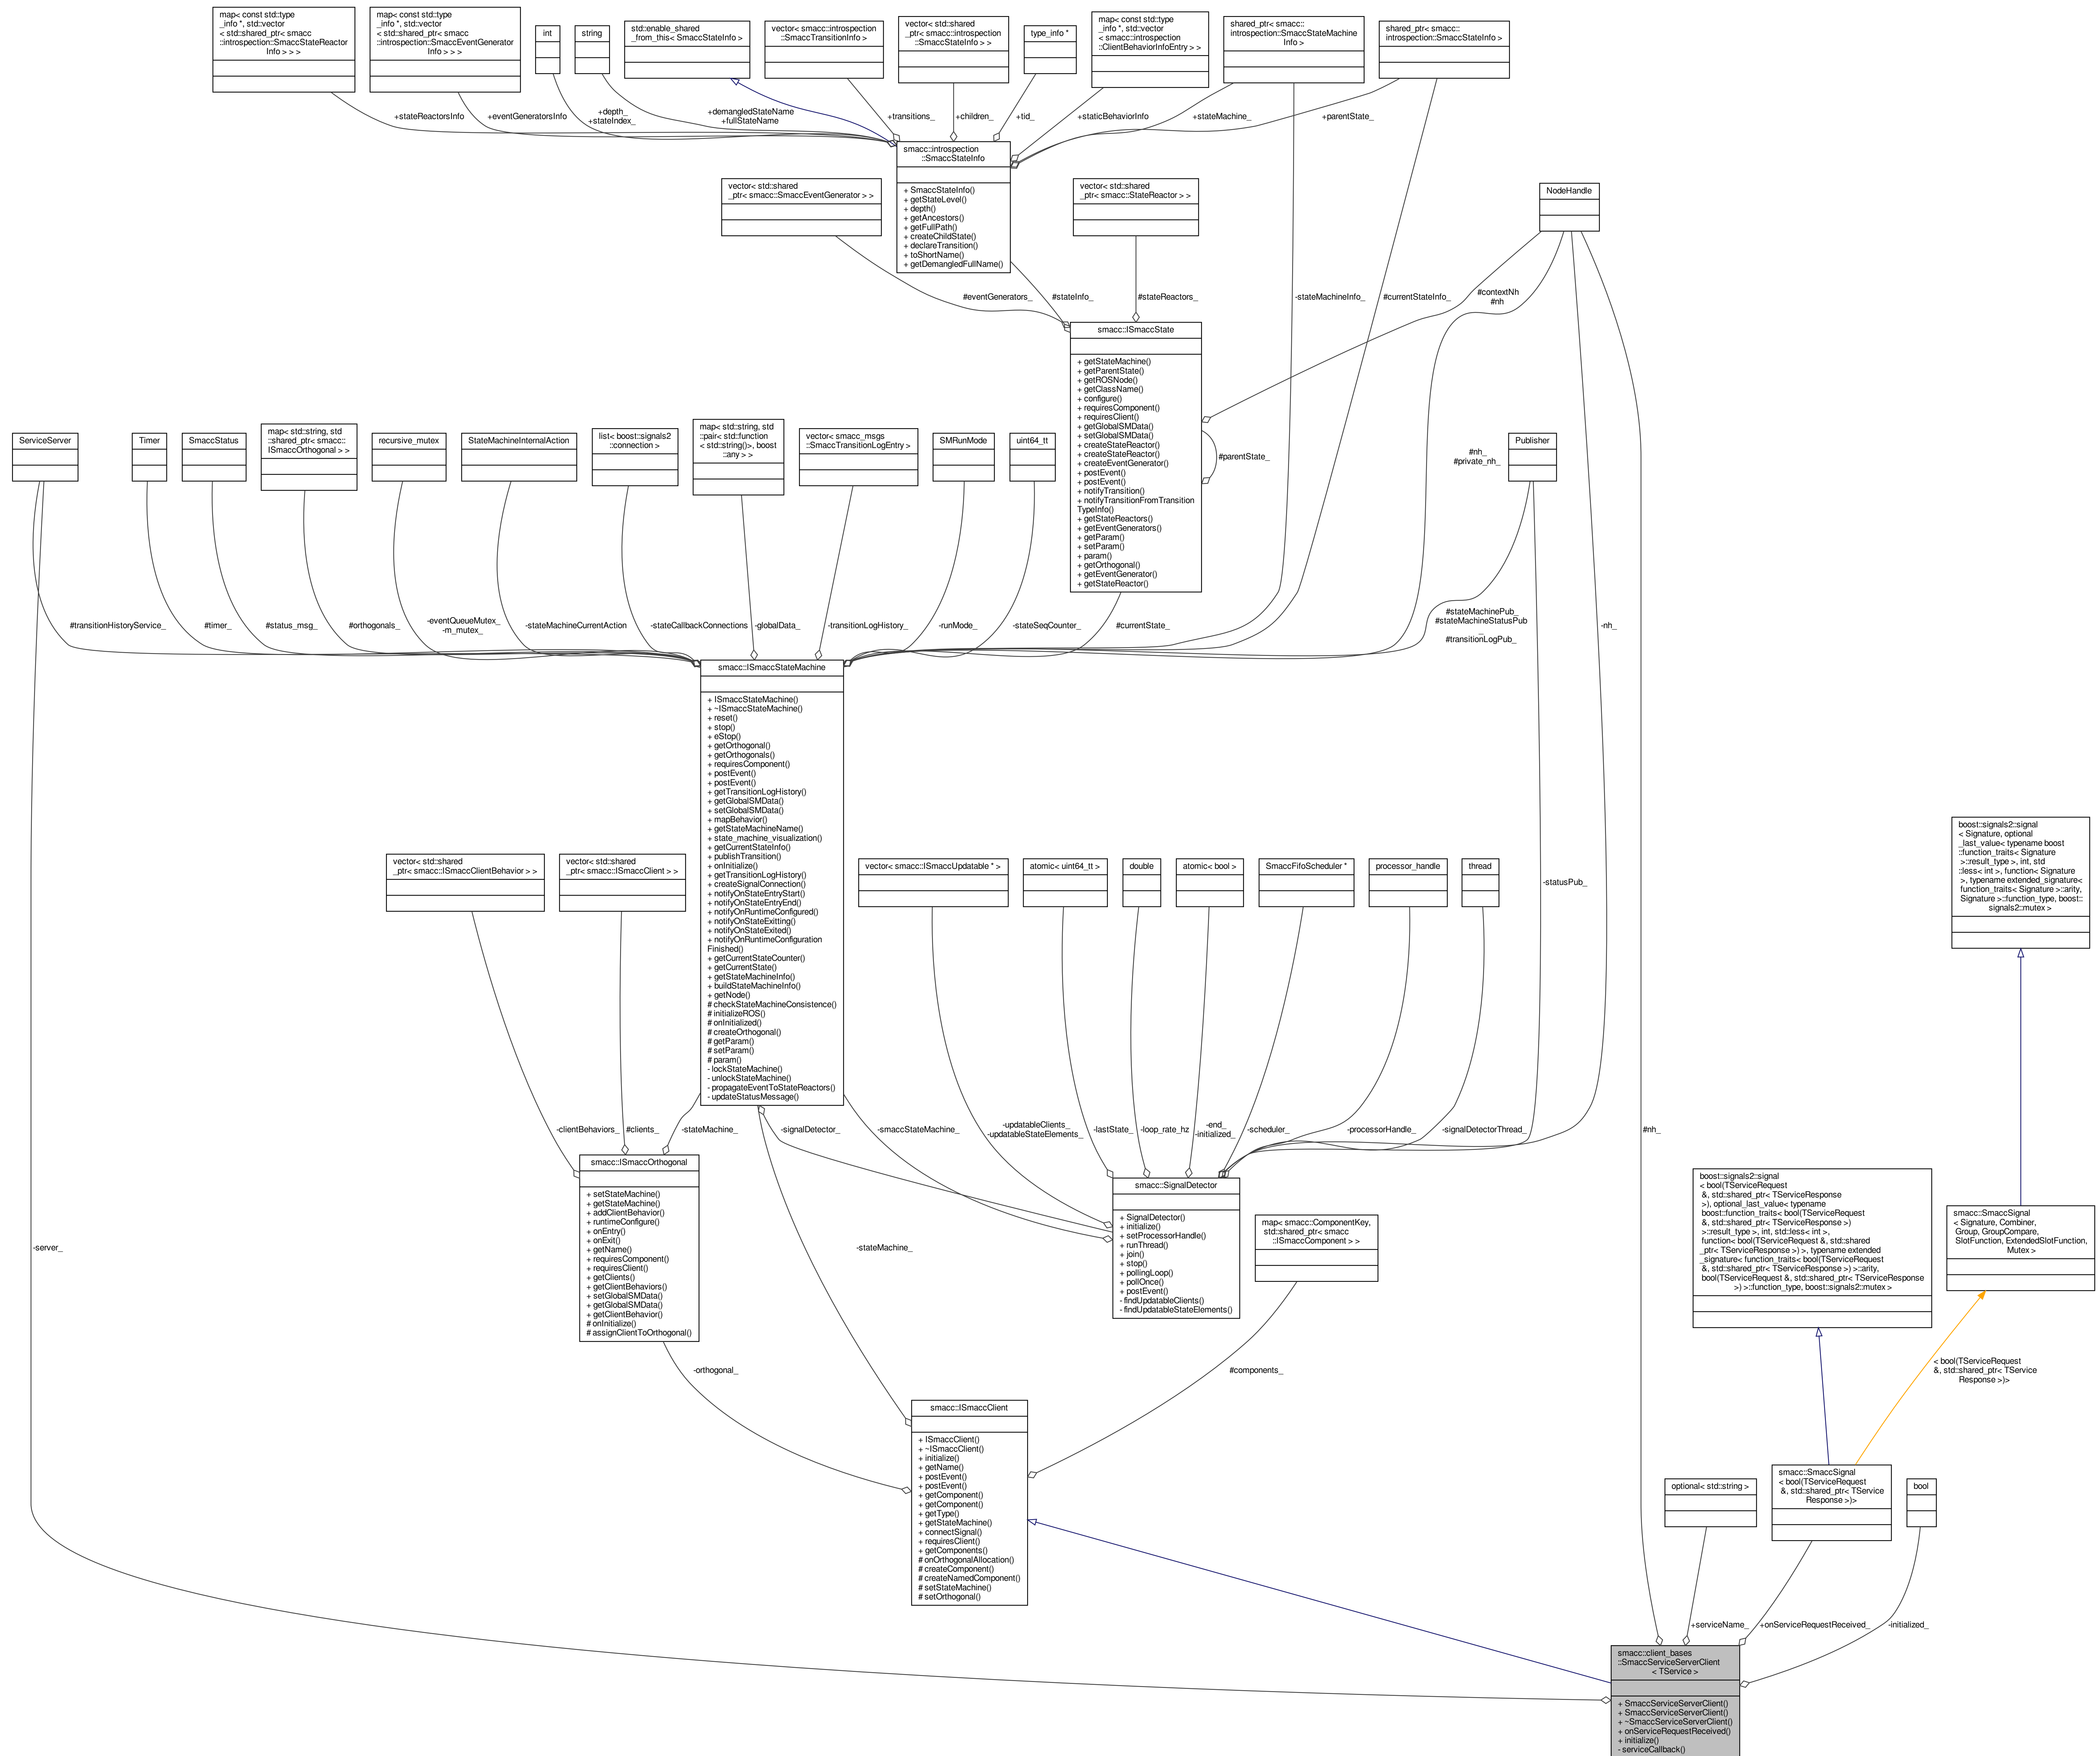 map< const std::type
_info *, std::vector
< std::shared_ptr< smacc
::introspection::SmaccStateReactor
Info > > >
map< const std::type
_info *, std::vector
< std::shared_ptr< smacc
::introspection::SmaccEventGenerator
Info > > >
int
string
std::enable_shared
_from_this< SmaccStateInfo >
vector< smacc::introspection
::SmaccTransitionInfo >
vector< std::shared
_ptr< smacc::introspection
::SmaccStateInfo > >
type_info *
map< const std::type
_info *, std::vector
< smacc::introspection
::ClientBehaviorInfoEntry > >
shared_ptr< smacc::
introspection::SmaccStateMachine
Info >
shared_ptr< smacc::
introspection::SmaccStateInfo >
+stateReactorsInfo
+eventGeneratorsInfo
+depth_
+stateIndex_
+demangledStateName
+fullStateName
+transitions_
+children_
+tid_
+staticBehaviorInfo
+stateMachine_
+parentState_
smacc::introspection
::SmaccStateInfo
+ SmaccStateInfo()
+ getStateLevel()
+ depth()
+ getAncestors()
+ getFullPath()
+ createChildState()
+ declareTransition()
+ toShortName()
+ getDemangledFullName()
vector< std::shared
_ptr< smacc::SmaccEventGenerator > >
vector< std::shared
_ptr< smacc::StateReactor > >
NodeHandle
#eventGenerators_
#stateInfo_
#stateReactors_
-stateMachineInfo_
#currentStateInfo_
#contextNh
#nh
smacc::ISmaccState
+ getStateMachine()
+ getParentState()
+ getROSNode()
+ getClassName()
+ configure()
+ requiresComponent()
+ requiresClient()
+ getGlobalSMData()
+ setGlobalSMData()
+ createStateReactor()
+ createStateReactor()
+ createEventGenerator()
+ postEvent()
+ postEvent()
+ notifyTransition()
+ notifyTransitionFromTransition
TypeInfo()
+ getStateReactors()
+ getEventGenerators()
+ getParam()
+ setParam()
+ param()
+ getOrthogonal()
+ getEventGenerator()
+ getStateReactor()
#parentState_
#nh_
#private_nh_
Publisher
ServiceServer
Timer
SmaccStatus
map< std::string, std
::shared_ptr< smacc::
ISmaccOrthogonal > >
recursive_mutex
StateMachineInternalAction
list< boost::signals2
::connection >
map< std::string, std
::pair< std::function
< std::string()>, boost
::any > >
vector< smacc_msgs
::SmaccTransitionLogEntry >
SMRunMode
uint64_tt
#transitionHistoryService_
#timer_
#status_msg_
#orthogonals_
-eventQueueMutex_
-m_mutex_
-stateMachineCurrentAction
-stateCallbackConnections
-globalData_
-transitionLogHistory_
-runMode_
-stateSeqCounter_
#currentState_
#stateMachinePub_
#stateMachineStatusPub
_
#transitionLogPub_
-nh_
smacc::ISmaccStateMachine
+ ISmaccStateMachine()
+ ~ISmaccStateMachine()
+ reset()
+ stop()
+ eStop()
+ getOrthogonal()
+ getOrthogonals()
+ requiresComponent()
+ postEvent()
+ postEvent()
+ getTransitionLogHistory()
+ getGlobalSMData()
+ setGlobalSMData()
+ mapBehavior()
+ getStateMachineName()
+ state_machine_visualization()
+ getCurrentStateInfo()
+ publishTransition()
+ onInitialize()
+ getTransitionLogHistory()
+ createSignalConnection()
+ notifyOnStateEntryStart()
+ notifyOnStateEntryEnd()
+ notifyOnRuntimeConfigured()
+ notifyOnStateExitting()
+ notifyOnStateExited()
+ notifyOnRuntimeConfiguration
Finished()
+ getCurrentStateCounter()
+ getCurrentState()
+ getStateMachineInfo()
+ buildStateMachineInfo()
+ getNode()
# checkStateMachineConsistence()
# initializeROS()
# onInitialized()
# createOrthogonal()
# getParam()
# setParam()
# param()
- lockStateMachine()
- unlockStateMachine()
- propagateEventToStateReactors()
- updateStatusMessage()
vector< std::shared
_ptr< smacc::ISmaccClientBehavior > >
vector< std::shared
_ptr< smacc::ISmaccClient > >
vector< smacc::ISmaccUpdatable * >
atomic< uint64_tt >
double
atomic< bool >
SmaccFifoScheduler *
processor_handle
thread
-statusPub_
boost::signals2::signal
< Signature, optional
_last_value< typename boost
::function_traits< Signature
>::result_type >, int, std
::less< int >, function< Signature
>, typename extended_signature<
function_traits< Signature >::arity,
Signature >::function_type, boost::
signals2::mutex >
-clientBehaviors_
#clients_
-stateMachine_
-signalDetector_
-smaccStateMachine_
-updatableClients_
-updatableStateElements_
-lastState_
-loop_rate_hz
-end_
-initialized_
-scheduler_
-processorHandle_
-signalDetectorThread_
#nh_
smacc::ISmaccOrthogonal
+ setStateMachine()
+ getStateMachine()
+ addClientBehavior()
+ runtimeConfigure()
+ onEntry()
+ onExit()
+ getName()
+ requiresComponent()
+ requiresClient()
+ getClients()
+ getClientBehaviors()
+ setGlobalSMData()
+ getGlobalSMData()
+ getClientBehavior()
# onInitialize()
# assignClientToOrthogonal()
smacc::SignalDetector
+ SignalDetector()
+ initialize()
+ setProcessorHandle()
+ runThread()
+ join()
+ stop()
+ pollingLoop()
+ pollOnce()
+ postEvent()
- findUpdatableClients()
- findUpdatableStateElements()
map< smacc::ComponentKey,
std::shared_ptr< smacc
::ISmaccComponent > >
boost::signals2::signal
< bool(TServiceRequest
&, std::shared_ptr< TServiceResponse
>), optional_last_value< typename
boost::function_traits< bool(TServiceRequest
&, std::shared_ptr< TServiceResponse >)
>::result_type >, int, std::less< int >,
function< bool(TServiceRequest &, std::shared
_ptr< TServiceResponse >) >, typename extended
_signature< function_traits< bool(TServiceRequest
&, std::shared_ptr< TServiceResponse >) >::arity,
bool(TServiceRequest &, std::shared_ptr< TServiceResponse
>) >::function_type, boost::signals2::mutex >
smacc::SmaccSignal
< Signature, Combiner,
Group, GroupCompare,
SlotFunction, ExtendedSlotFunction,
Mutex >
-server_
-stateMachine_
-orthogonal_
#components_
< bool(TServiceRequest
&, std::shared_ptr< TService
Response >)>
smacc::ISmaccClient
+ ISmaccClient()
+ ~ISmaccClient()
+ initialize()
+ getName()
+ postEvent()
+ postEvent()
+ getComponent()
+ getComponent()
+ getType()
+ getStateMachine()
+ connectSignal()
+ requiresClient()
+ getComponents()
# onOrthogonalAllocation()
# createComponent()
# createNamedComponent()
# setStateMachine()
# setOrthogonal()
optional< std::string >
smacc::SmaccSignal
< bool(TServiceRequest
&, std::shared_ptr< TService
Response >)>
bool
+serviceName_
+onServiceRequestReceived_
-initialized_
smacc::client_bases
::SmaccServiceServerClient
< TService >
+ SmaccServiceServerClient()
+ SmaccServiceServerClient()
+ ~SmaccServiceServerClient()
+ onServiceRequestReceived()
+ initialize()
- serviceCallback()